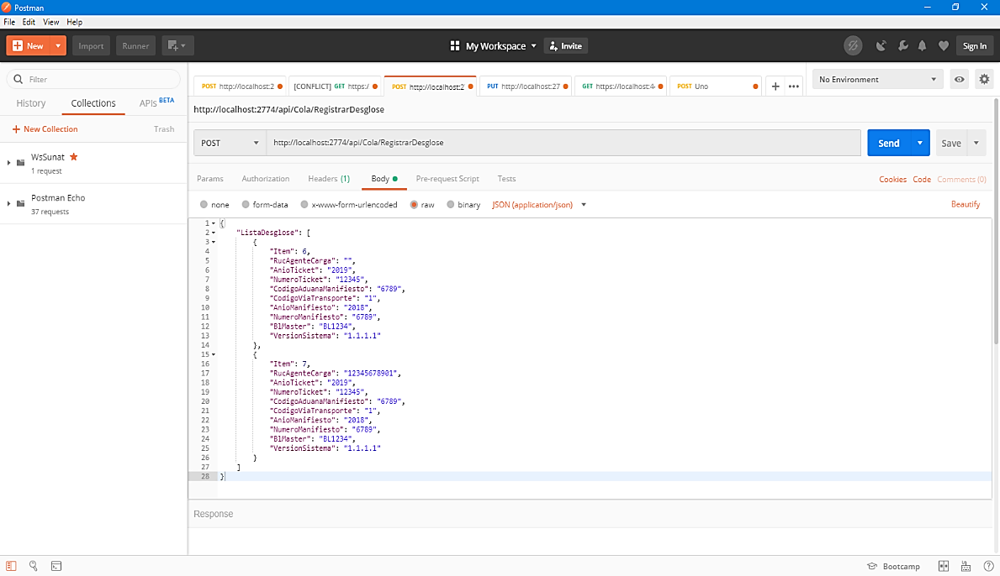 Postman
File Edit View Help
New Import Runner My Workspace Invite Sign In
Filter
History Collections APIs BETA
New Collection Trash
WsSunat
1 request
Postman Echo
37 requests
POST http://localhost:2 [CONFLICT] GET https:/ POST http://localhost:2 PUT http://localhost:27 GET https://localhost:4 POST Uno
No Environment
http://localhost:2774/api/Cola/RegistrarDesglose
POST http://localhost:2774/api/Cola/RegistrarDesglose Send Save
Params Authorization Headers (1) Body Pre-request Script Tests Cookies Code Comments (0)
none form-data x-www-form-urlencoded raw binary JSON (application/json) Beautify
1 {
2 "ListaDesglose": [
3 {
4 "Item": 6,
5 "RucAgenteCarga": "",
6 "AnioTicket": "2019",
7 "NumeroTicket": "12345",
8 "CodigoAduanaManifiesto": "6789",
9 "CodigoViaTransporte": "1",
10 "AnioManifiesto": "2018",
11 "NumeroManifiesto": "6789",
12 "BlMaster": "BL1234",
13 "VersionSistema": "1.1.1.1"
14 },
15 {
16 "Item": 7,
17 "RucAgenteCarga": "12345678901",
18 "AnioTicket": "2019",
19 "NumeroTicket": "12345",
20 "CodigoAduanaManifiesto": "6789",
21 "CodigoViaTransporte": "1",
22 "AnioManifiesto": "2018",
23 "NumeroManifiesto": "6789",
24 "BlMaster": "BL1234",
25 "VersionSistema": "1.1.1.1"
26 }
27 ]
28 }
Response
Bootcamp